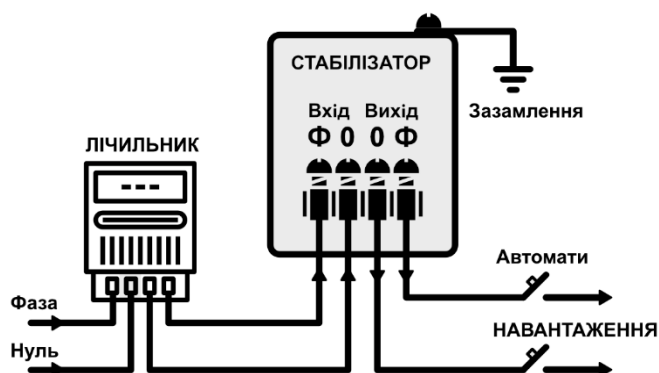 СТАБІЛІЗАТОР
Вхід Вихід
Ф 0 0 Ф
Зазамлення
ЛІЧИЛЬНИК
---
Автомати
Фаза
НАВАНТАЖЕННЯ
Нуль